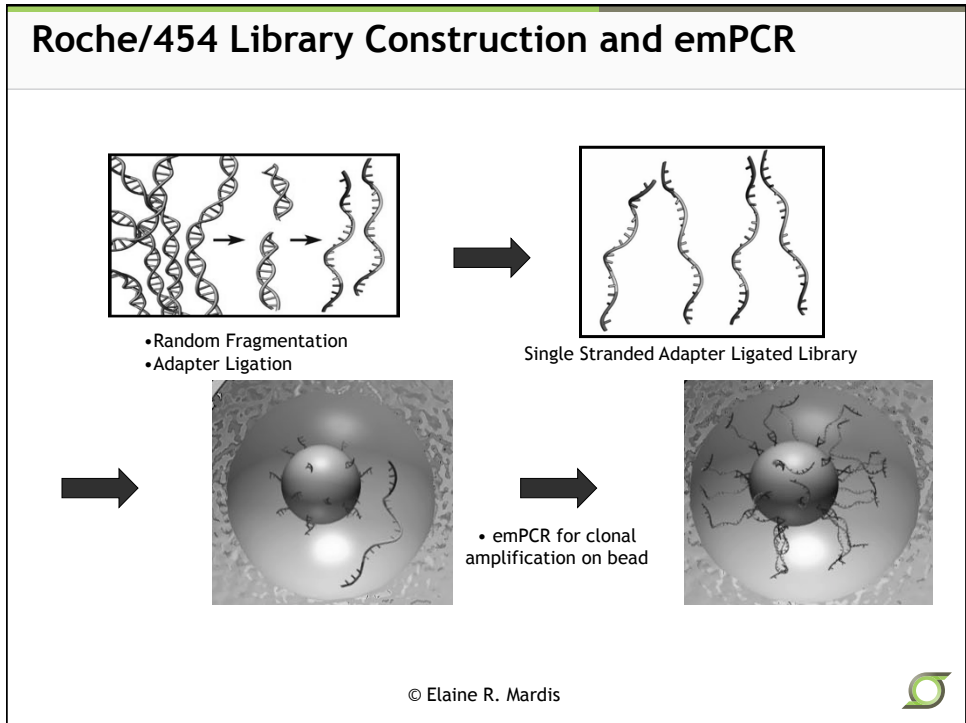 Roche/454 Library Construction and emPCR
•Random Fragmentation
•Adapter Ligation
Single Stranded Adapter Ligated Library
• emPCR for clonal
amplification on bead
© Elaine R. Mardis